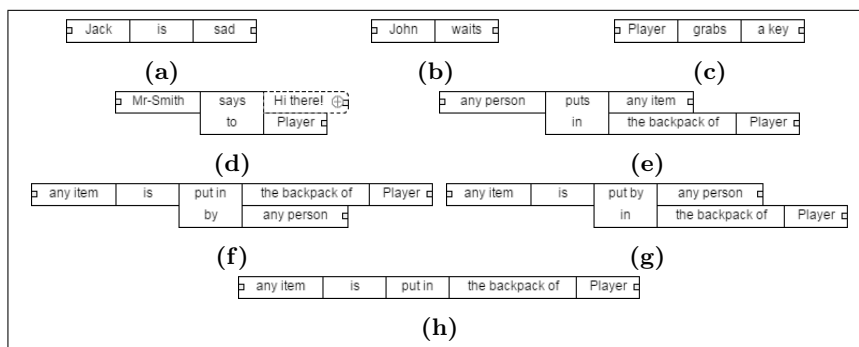 Jack is sad John waits Player grabs a key
(a) (b) (c)
Mr-Smith says Hi there! any person puts any item
to Player in the backpack of Player
(d) (e)
any item is put in the backpack of Player any item is put by any person
by any person in the backpack of Player
(f) (g)
any item is put in the backpack of Player
(h)